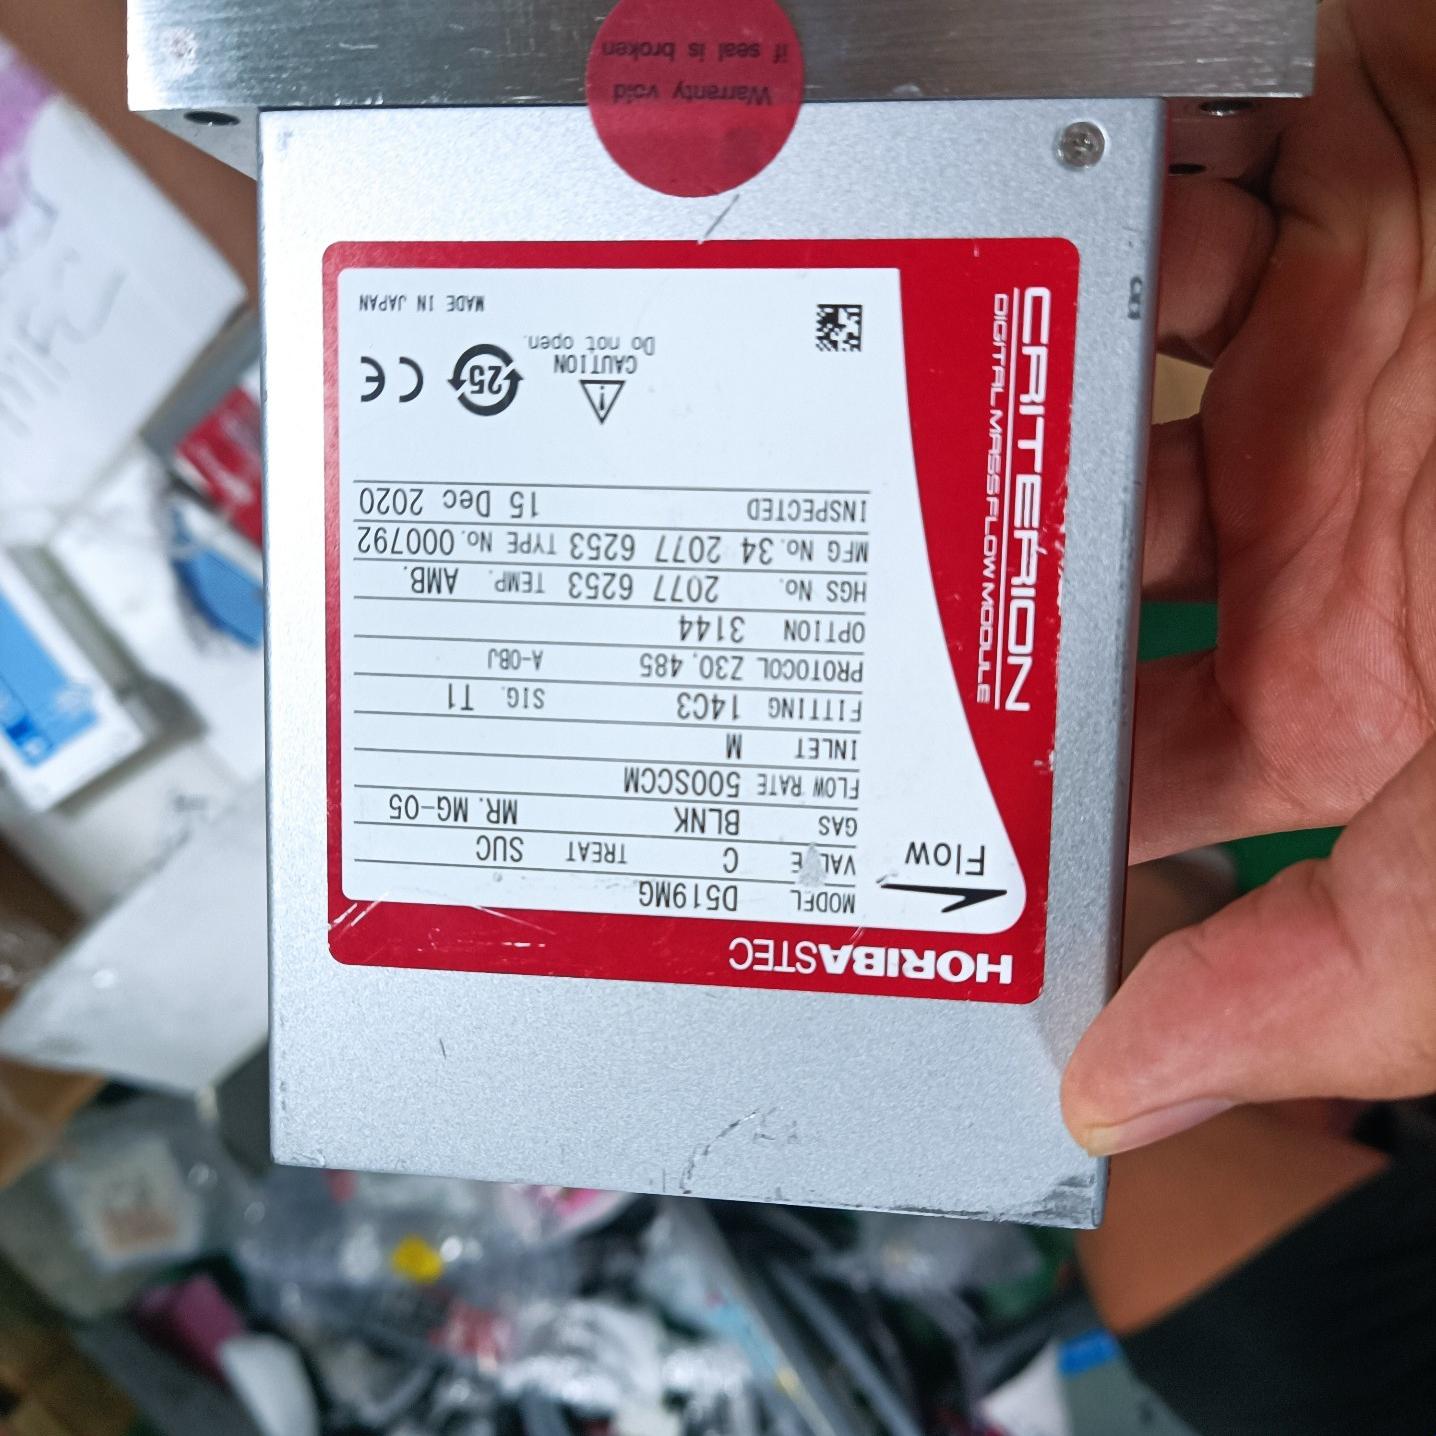 HORIBASTEC
MODEL D519MG
VALVE C TREAT SUC
GAS BLNK MR. MG-05
FLOW RATE 500SCCM
INLET M
FITTING 14C3 SIG. T1
PROTOCOL Z30.485 A-OBJ
OPTION 3144
HGS No. 2077 6253 TEMP. AMB.
MFG No. 34 2077 6253 TYPE No. 000792
INSPECTED 15 Dec 2020
Flow
CRITERION
DIGITAL MASS FLOW MODULE
CAUTION
Do not open.
25
CE
MADE IN JAPAN
Warranty void
if seal is broken